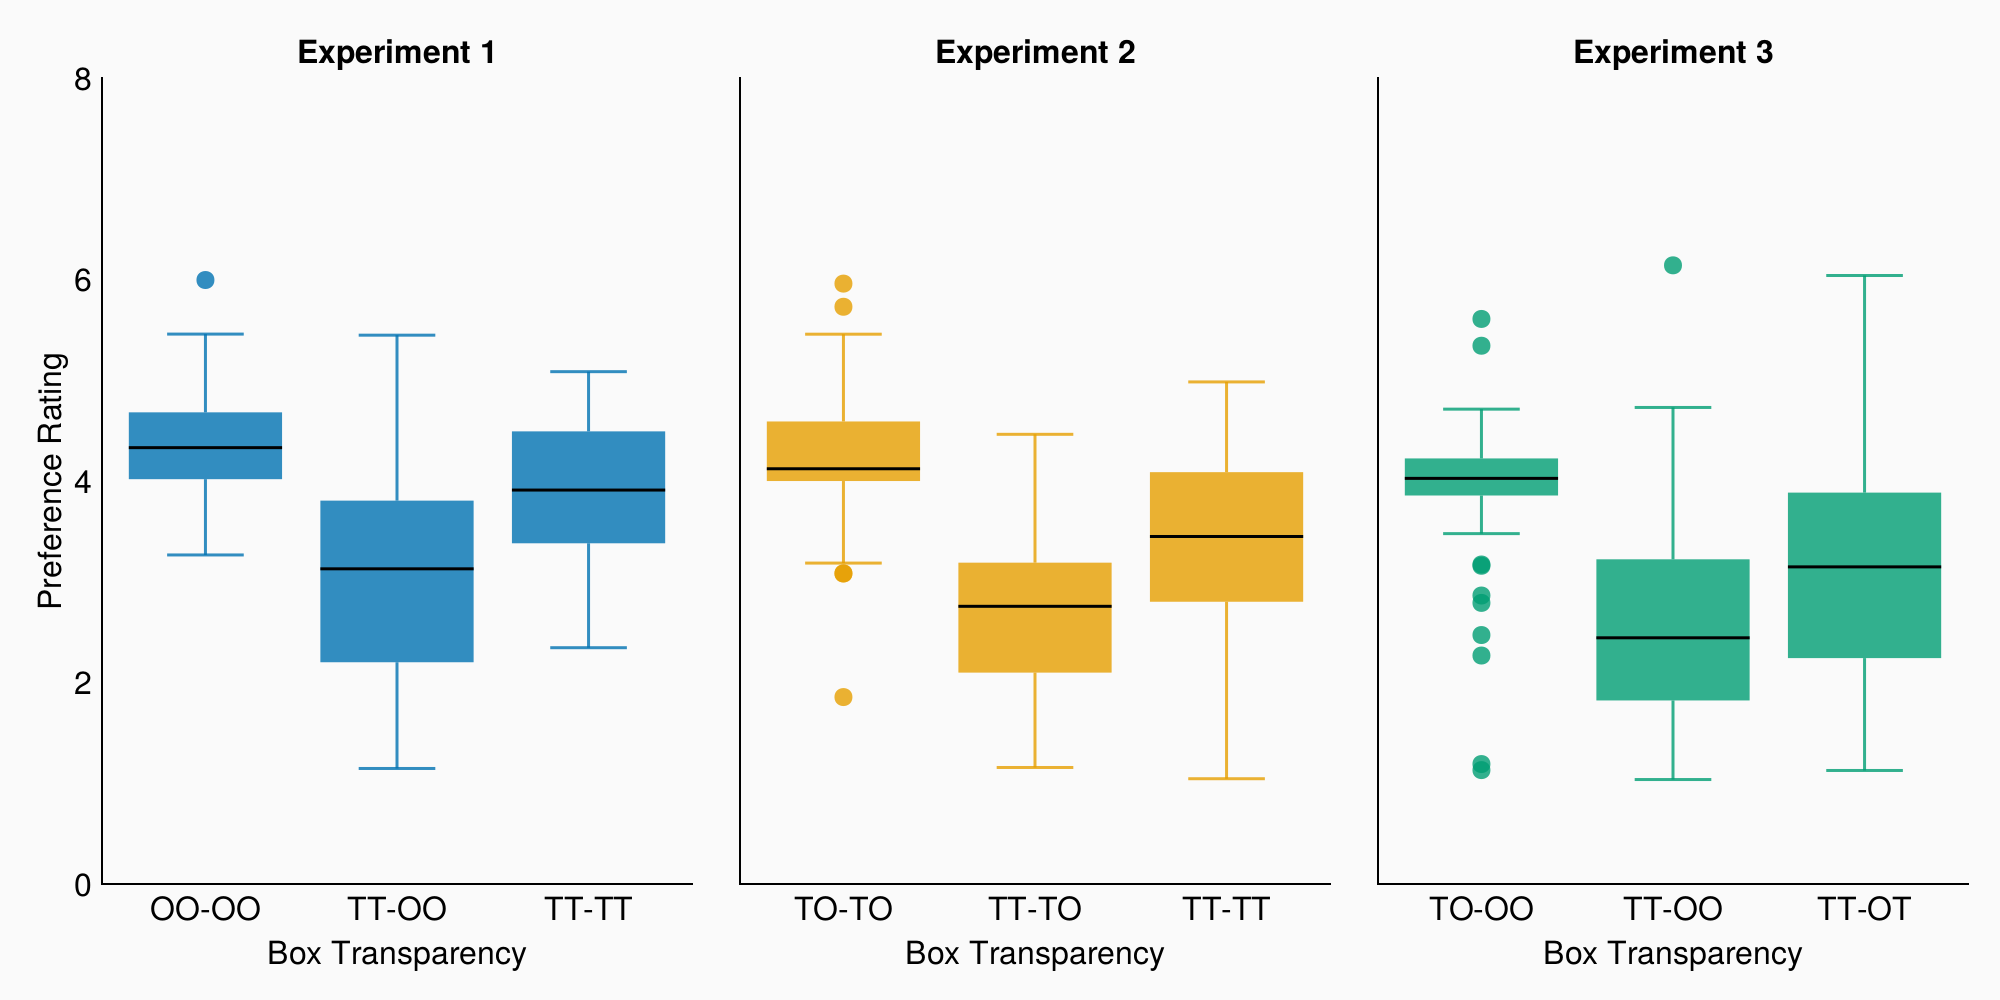 Experiment 1
Experiment 2
Experiment 3
Preference Rating
8
6
4
2
0
OO-OO
TT-OO
TT-TT
TO-TO
TT-TO
TT-TT
TO-OO
TT-OO
TT-OT
Box Transparency
Box Transparency
Box Transparency